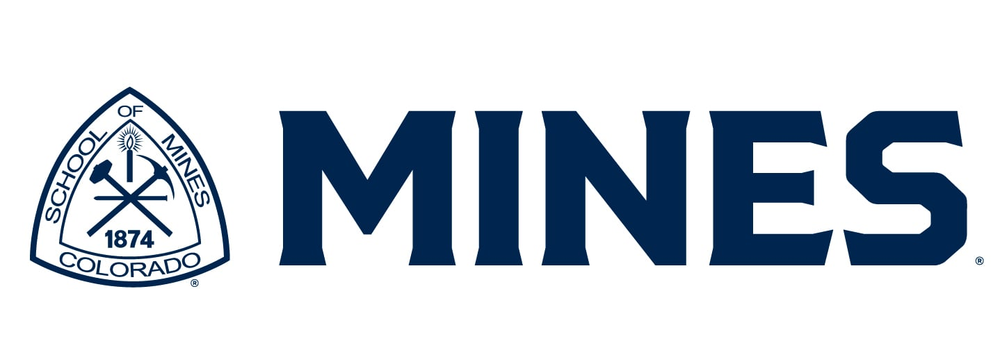 SCHOOL OF MINES
1874
COLORADO
®
MINES®